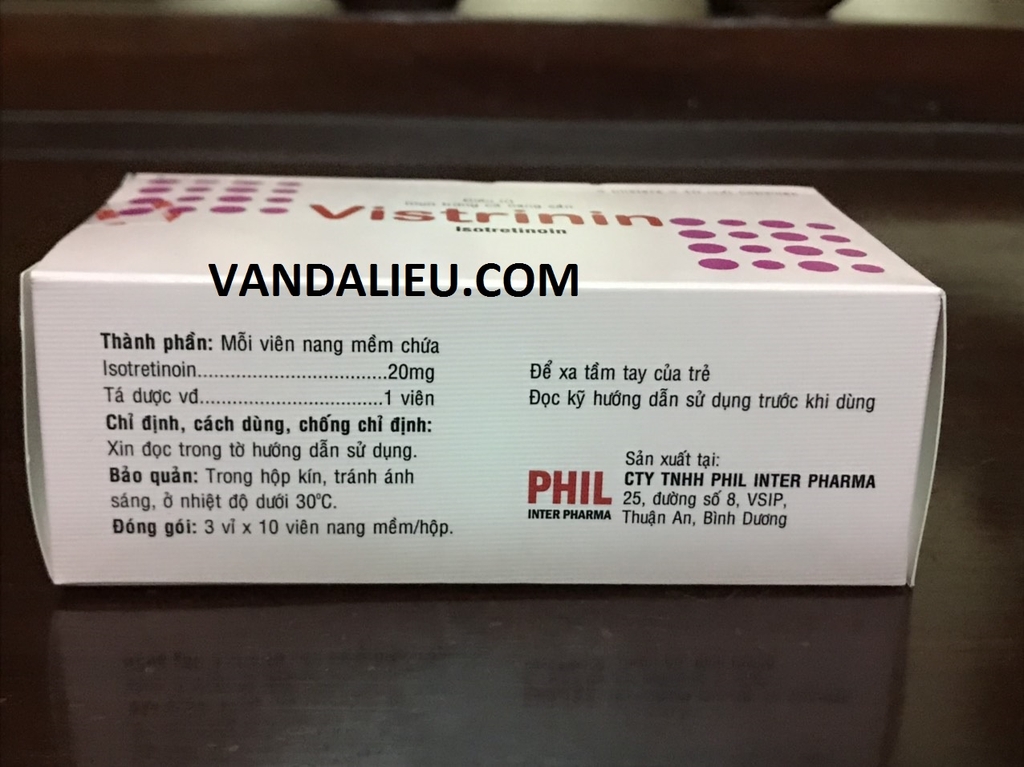 Vistrinin
Isotretinoin
VANDALIEU.COM
Thành phần: Mỗi viên nang mềm chứa
Isotretinoin..................................20mg
Tá dược vđ.................................1 viên
Chỉ định, cách dùng, chống chỉ định:
Xin đọc trong tờ hướng dẫn sử dụng.
Bảo quản: Trong hộp kín, tránh ánh
sáng, ở nhiệt độ dưới 30°C.
Đóng gói: 3 vỉ x 10 viên nang mềm/hộp.
Để xa tầm tay của trẻ
Đọc kỹ hướng dẫn sử dụng trước khi dùng
PHIL
INTER PHARMA
Sản xuất tại:
CTY TNHH PHIL INTER PHARMA
25, đường số 8, VSIP,
Thuận An, Bình Dương